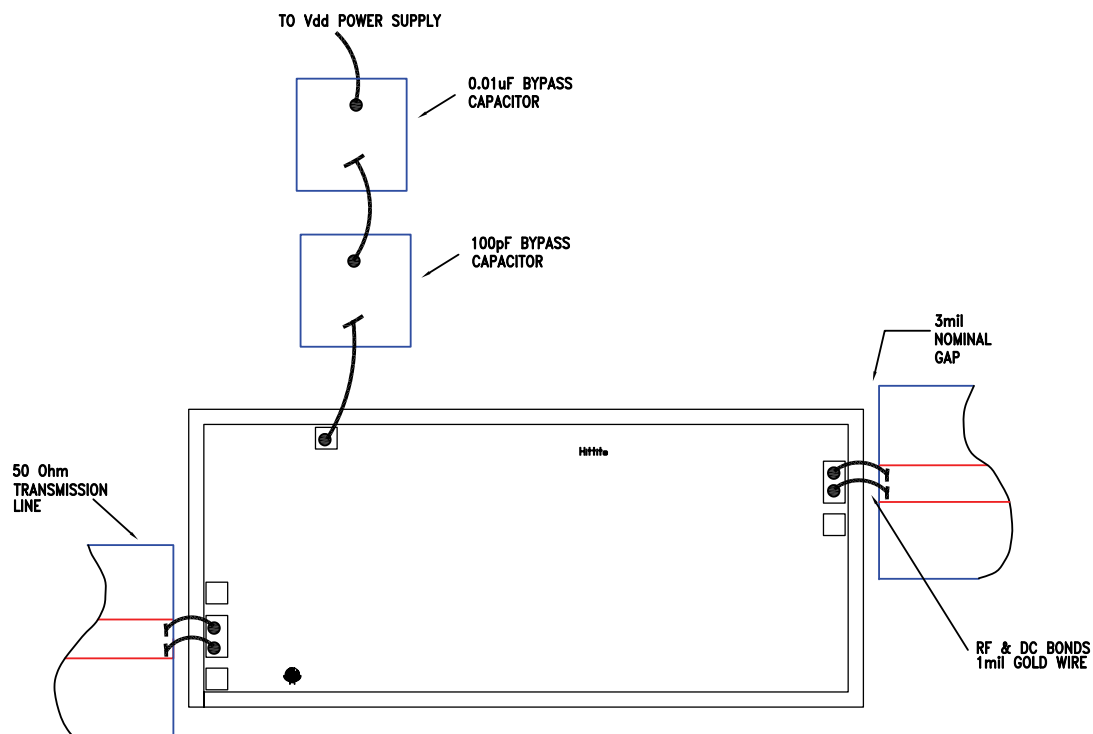 TO Vdd POWER SUPPLY
0.01uF BYPASS
CAPACITOR
100pF BYPASS
CAPACITOR
3mil
NOMINAL
GAP
Hittite
50 Ohm
TRANSMISSION
LINE
RF & DC BONDS
1mil GOLD WIRE